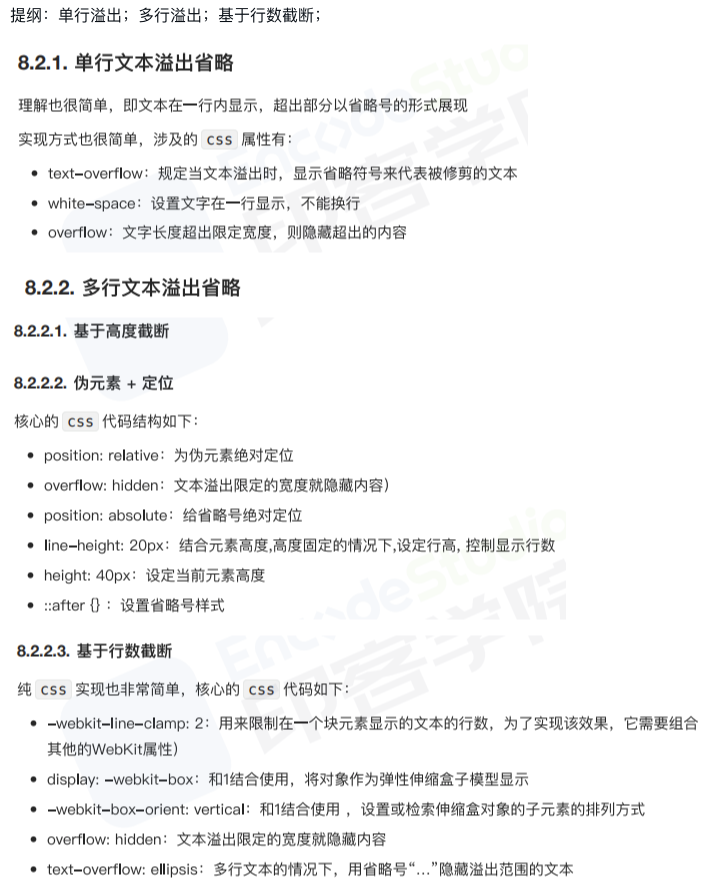 提纲：单行溢出；多行溢出；基于行数截断；
8.2.1. 单行文本溢出省略
理解也很简单，即文本在一行内显示，超出部分以省略号的形式展现
实现方式也很简单，涉及的 css 属性有：
• text-overflow：规定当文本溢出时，显示省略符号来代表被修剪的文本
• white-space：设置文字在一行显示，不能换行
• overflow：文字长度超出限定宽度，则隐藏超出的内容
8.2.2. 多行文本溢出省略
8.2.2.1. 基于高度截断
8.2.2.2. 伪元素 + 定位
核心的 css 代码结构如下：
• position: relative：为伪元素绝对定位
• overflow: hidden：文本溢出限定的宽度就隐藏内容）
• position: absolute：给省略号绝对定位
• line-height: 20px：结合元素高度,高度固定的情况下,设定行高, 控制显示行数
• height: 40px：设定当前元素高度
• ::after {} ：设置省略号样式
8.2.2.3. 基于行数截断
纯 css 实现也非常简单，核心的 css 代码如下：
• -webkit-line-clamp: 2：用来限制在一个块元素显示的文本的行数，为了实现该效果，它需要组合
其他的WebKit属性）
• display: -webkit-box：和1结合使用，将对象作为弹性伸缩盒子模型显示
• -webkit-box-orient: vertical：和1结合使用 ，设置或检索伸缩盒对象的子元素的排列方式
• overflow: hidden：文本溢出限定的宽度就隐藏内容
• text-overflow: ellipsis：多行文本的情况下，用省略号“…”隐藏溢出范围的文本
EncodeStudio
印客学院